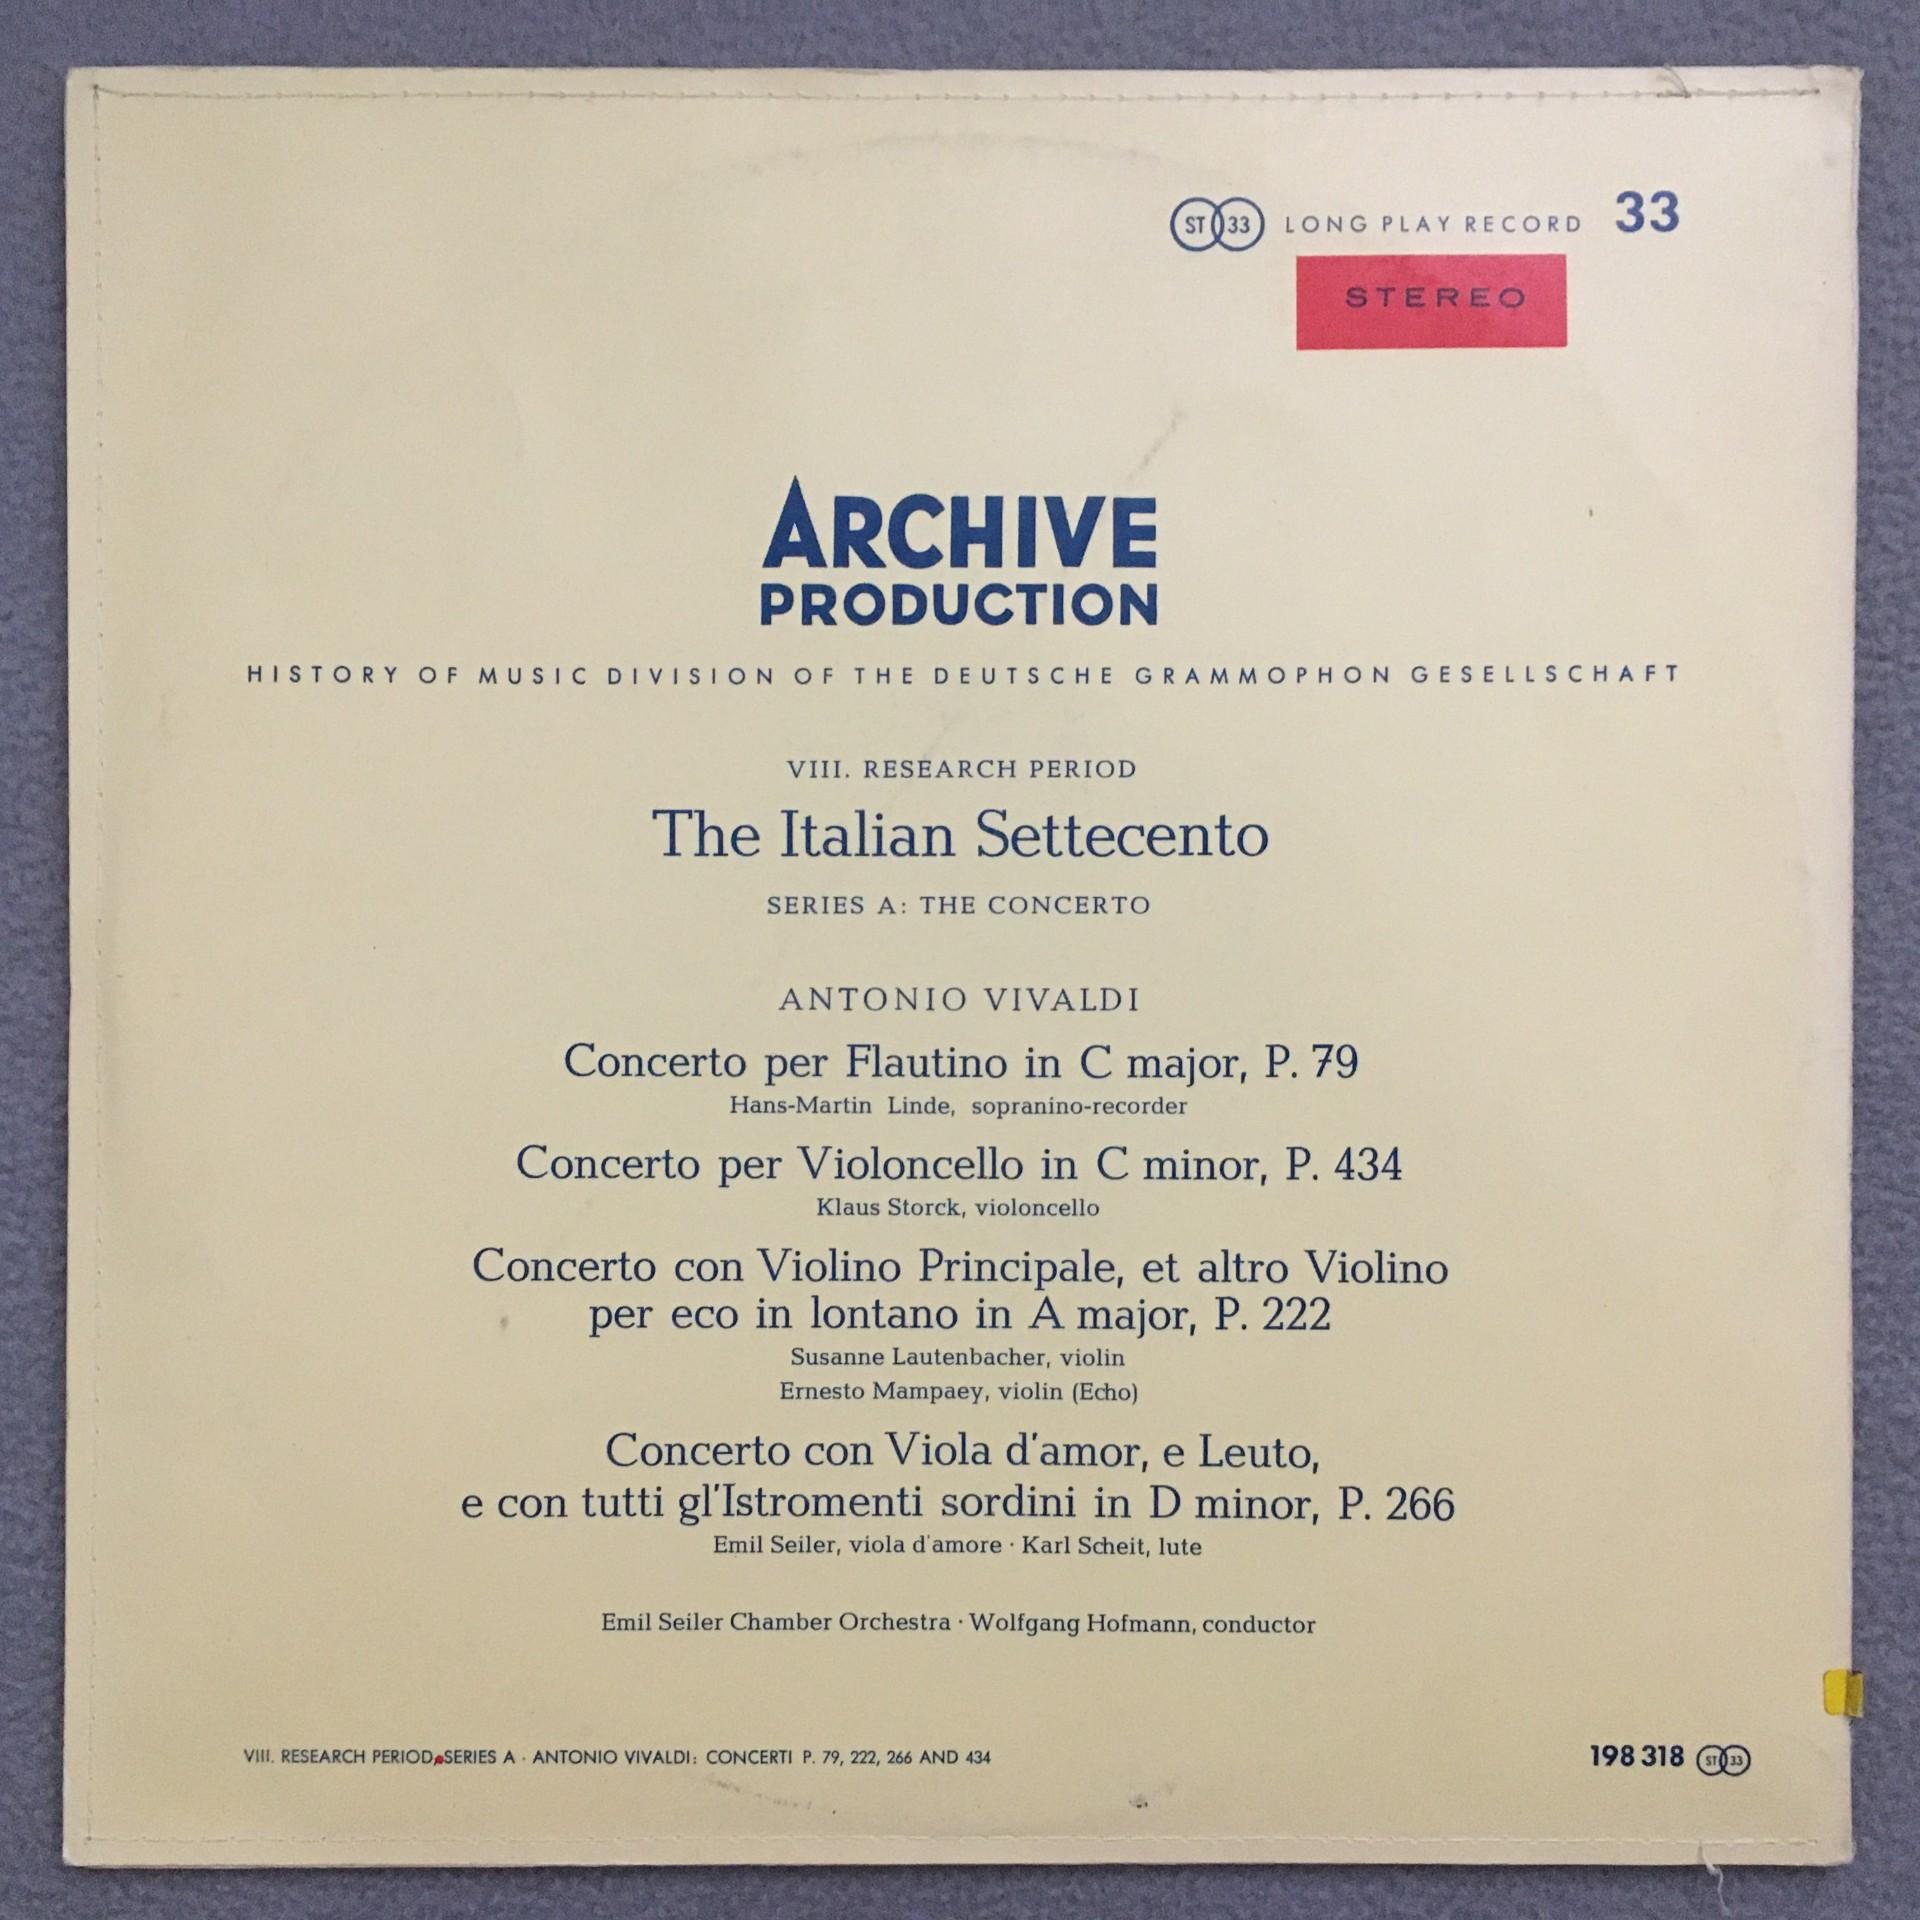 ST 33 LONG PLAY RECORD 33
STEREO
ARCHIVE
PRODUCTION
HISTORY OF MUSIC DIVISION OF THE DEUTSCHE GRAMMOPHON GESELLSCHAFT
VIII. RESEARCH PERIOD
The Italian Settecento
SERIES A: THE CONCERTO
ANTONIO VIVALDI
Concerto per Flautino in C major, P. 79
Hans-Martin Linde, sopranino-recorder
Concerto per Violoncello in C minor, P. 434
Klaus Storck, violoncello
Concerto con Violino Principale, et altro Violino
per eco in lontano in A major, P. 222
Susanne Lautenbacher, violin
Ernesto Mampaey, violin (Echo)
Concerto con Viola d'amor, e Leuto,
e con tutti gl'Istromenti sordini in D minor, P. 266
Emil Seiler, viola d'amore · Karl Scheit, lute
Emil Seiler Chamber Orchestra · Wolfgang Hofmann, conductor
VIII. RESEARCH PERIOD, SERIES A · ANTONIO VIVALDI: CONCERTI P. 79, 222, 266 AND 434
198 318 ST 33